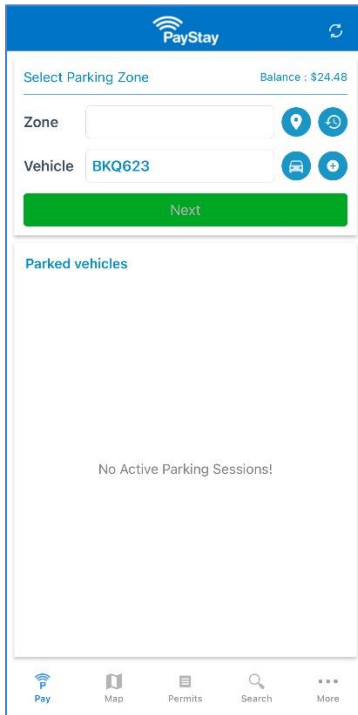 PayStay
Select Parking Zone Balance : $24.48
Zone
Vehicle BKQ623
Next
Parked vehicles
No Active Parking Sessions!
P
Pay Map Permits Search More